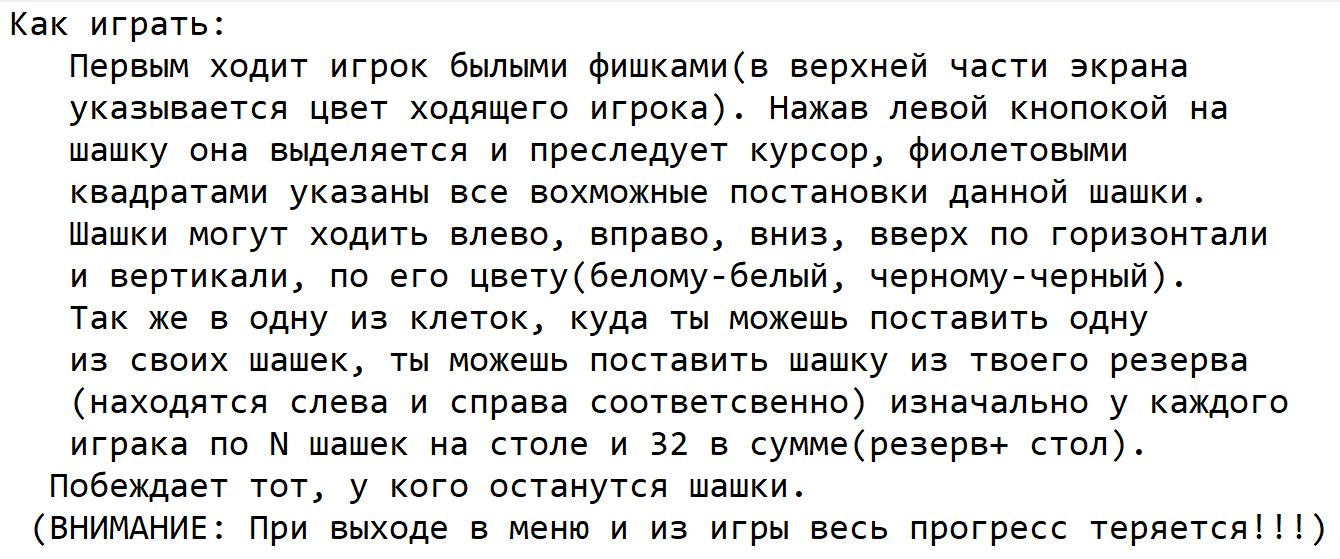 Как играть:
Первым ходит игрок былыми фишками(в верхней части экрана
указывается цвет ходящего игрока). Нажав левой кнопокой на
шашку она выделяется и преследует курсор, фиолетовыми
квадратами указаны все вохможные постановки данной шашки.
Шашки могут ходить влево, вправо, вниз, вверх по горизонтали
и вертикали, по его цвету(белому-белый, черному-черный).
Так же в одну из клеток, куда ты можешь поставить одну
из своих шашек, ты можешь поставить шашку из твоего резерва
(находятся слева и справа соответсвенно) изначально у каждого
играка по N шашек на столе и 32 в сумме(резерв+ стол).
Побеждает тот, у кого останутся шашки.
(ВНИМАНИЕ: При выходе в меню и из игры весь прогресс теряется!!!)